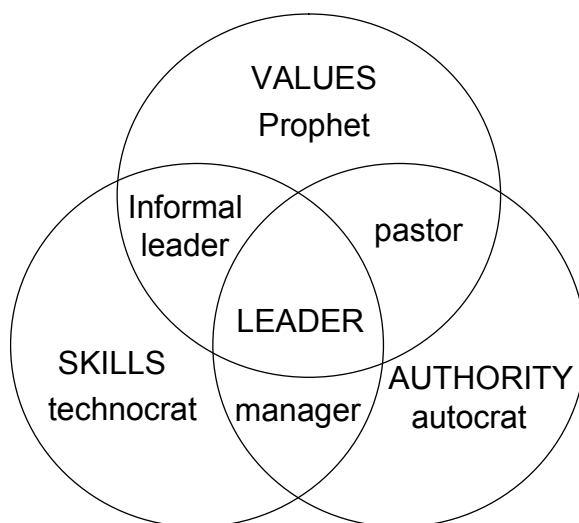 VALUES
Prophet
Informal
leader
pastor
LEADER
SKILLS
technocrat
manager
AUTHORITY
autocrat